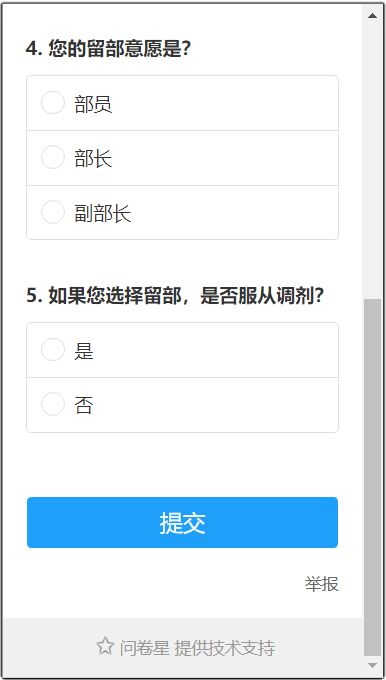 4. 您的留部意愿是?
部员
部长
副部长
5. 如果您选择留部，是否服从调剂?
是
否
提交
举报
问卷星 提供技术支持